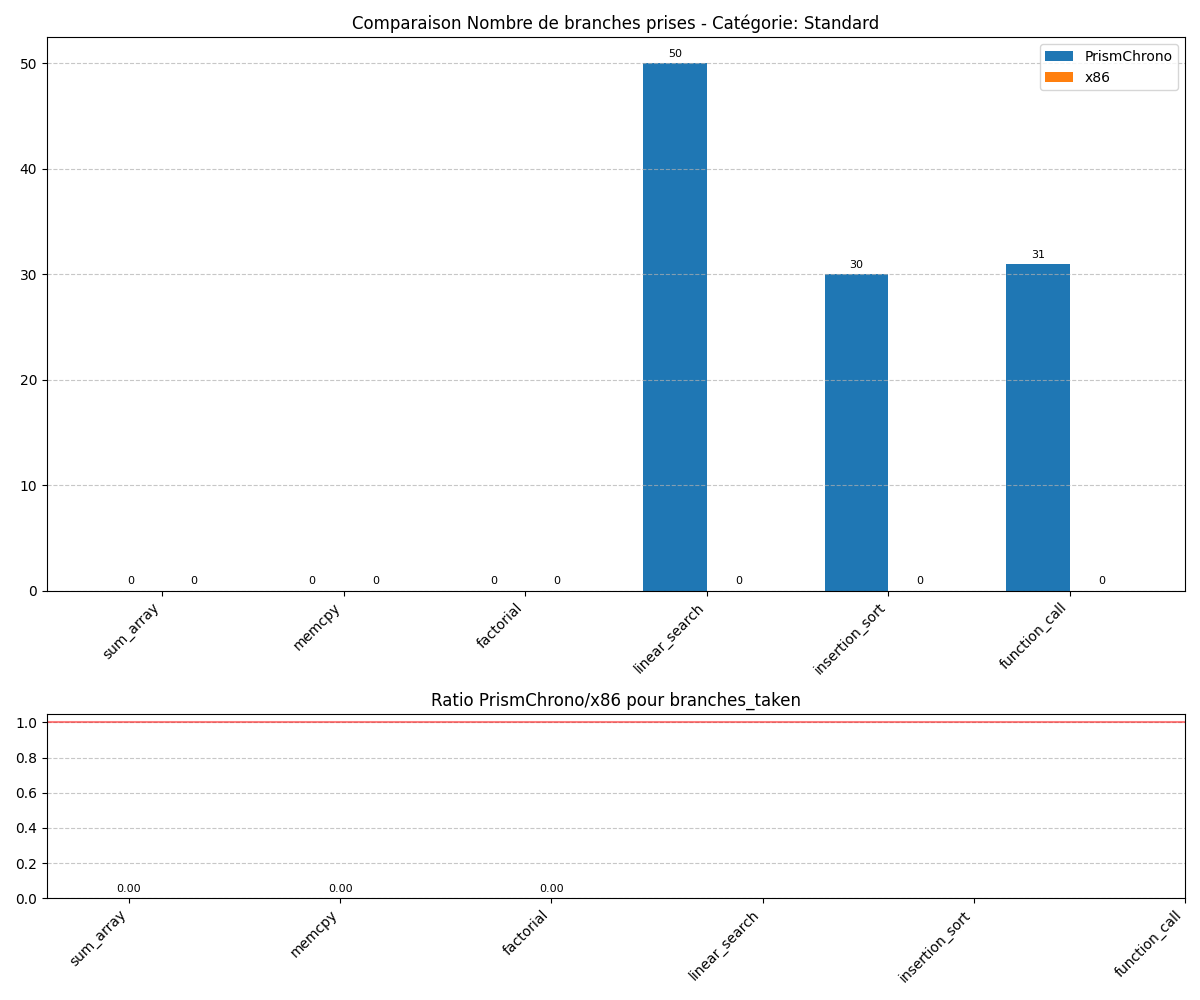 Comparaison Nombre de branches prises - Catégorie: Standard
PrismChrono
x86
50
40
30
20
10
0
0
0
0
0
0
0
50
0
30
0
31
0
sum_array
memcpy
factorial
linear_search
insertion_sort
function_call
Ratio PrismChrono/x86 pour branches_taken
1.0
0.8
0.6
0.4
0.2
0.0
0.00
0.00
0.00
sum_array
memcpy
factorial
linear_search
insertion_sort
function_call